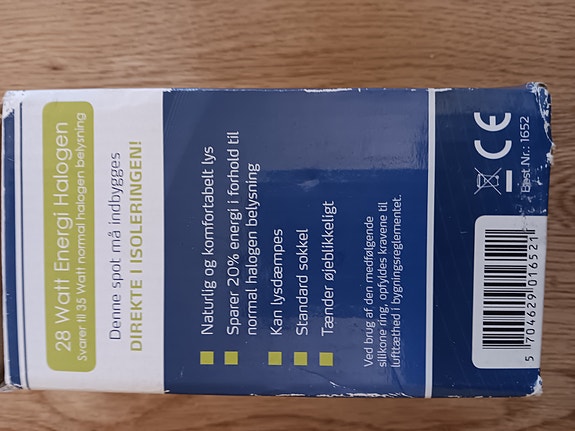 28 Watt Energi Halogen
Svarer til 35 Watt normal halogen belysning
Denne spot må indbygges
DIREKTE I ISOLERINGEN!
Naturlig og komfortabelt lys
Sparer 20% energi i forhold til
normal halogen belysning
Kan lysdæmpes
Standard sokkel
Tænder øjeblikkeligt
Ved brug af den medfølgende
silikone ring, opfyldes kravene til
lufttæthed i bygningsreglementet.
CE
Best. Nr.: 1652
5 704629 016521